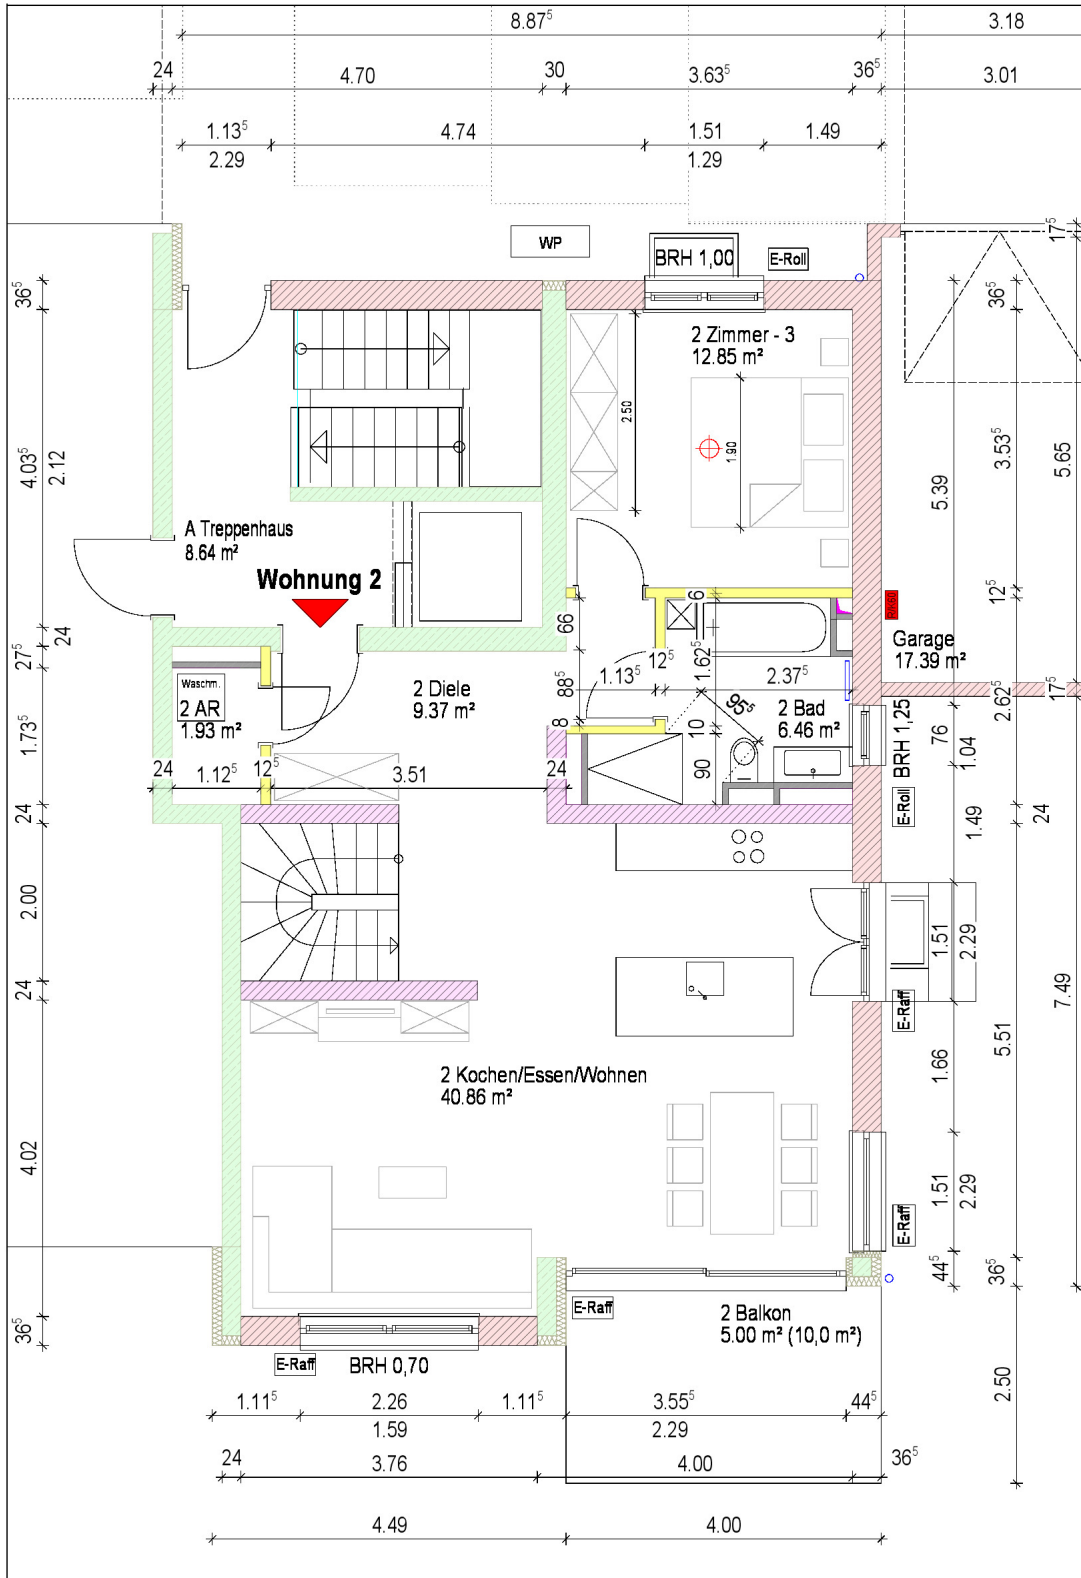 8.87⁵
3.18
24
4.70
30
3.63⁵
36⁵
3.01
1.13⁵
4.74
1.51
1.49
2.29
1.29
WP
BRH 1,00
E-Roll
17⁵
36⁵
36⁵
2 Zimmer - 3
12.85 m²
2.50
1.90
4.03⁵
2.12
5.39
3.53⁵
5.65
A Treppenhaus
8.64 m²
Wohnung 2
6
12⁵
66
24
Garage
17.39 m²
27⁵
12⁵
1.13⁵
1.62⁵
2.37⁵
88⁵
95⁵
2.62⁵
17⁵
Waschm.
2 AR
1.93 m²
2 Diele
9.37 m²
2 Bad
6.46 m²
1.73⁵
8
10
BRH 1,25
76
1.04
24
1.12⁵
12⁵
3.51
24
90
E-Roll
24
1.49
24
2.00
1.51
2.29
24
E-Raff
7.49
5.51
1.66
2 Kochen/Essen/Wohnen
40.86 m²
4.02
1.51
2.29
E-Raff
44⁵
36⁵
E-Raff
2 Balkon
5.00 m² (10,0 m²)
36⁵
E-Raff
BRH 0,70
2.50
1.11⁵
2.26
1.11⁵
3.55⁵
44⁵
1.59
2.29
24
3.76
4.00
36⁵
4.49
4.00